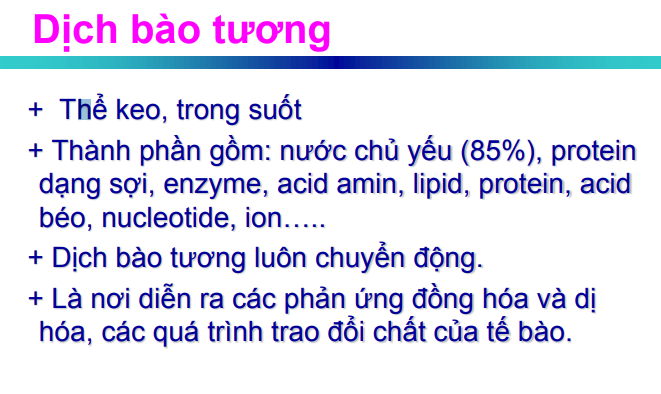 Dịch bào tương
+ Thể keo, trong suốt
+ Thành phần gồm: nước chủ yếu (85%), protein
dạng sợi, enzyme, acid amin, lipid, protein, acid
béo, nucleotide, ion…..
+ Dịch bào tương luôn chuyển động.
+ Là nơi diễn ra các phản ứng đồng hóa và dị
hóa, các quá trình trao đổi chất của tế bào.